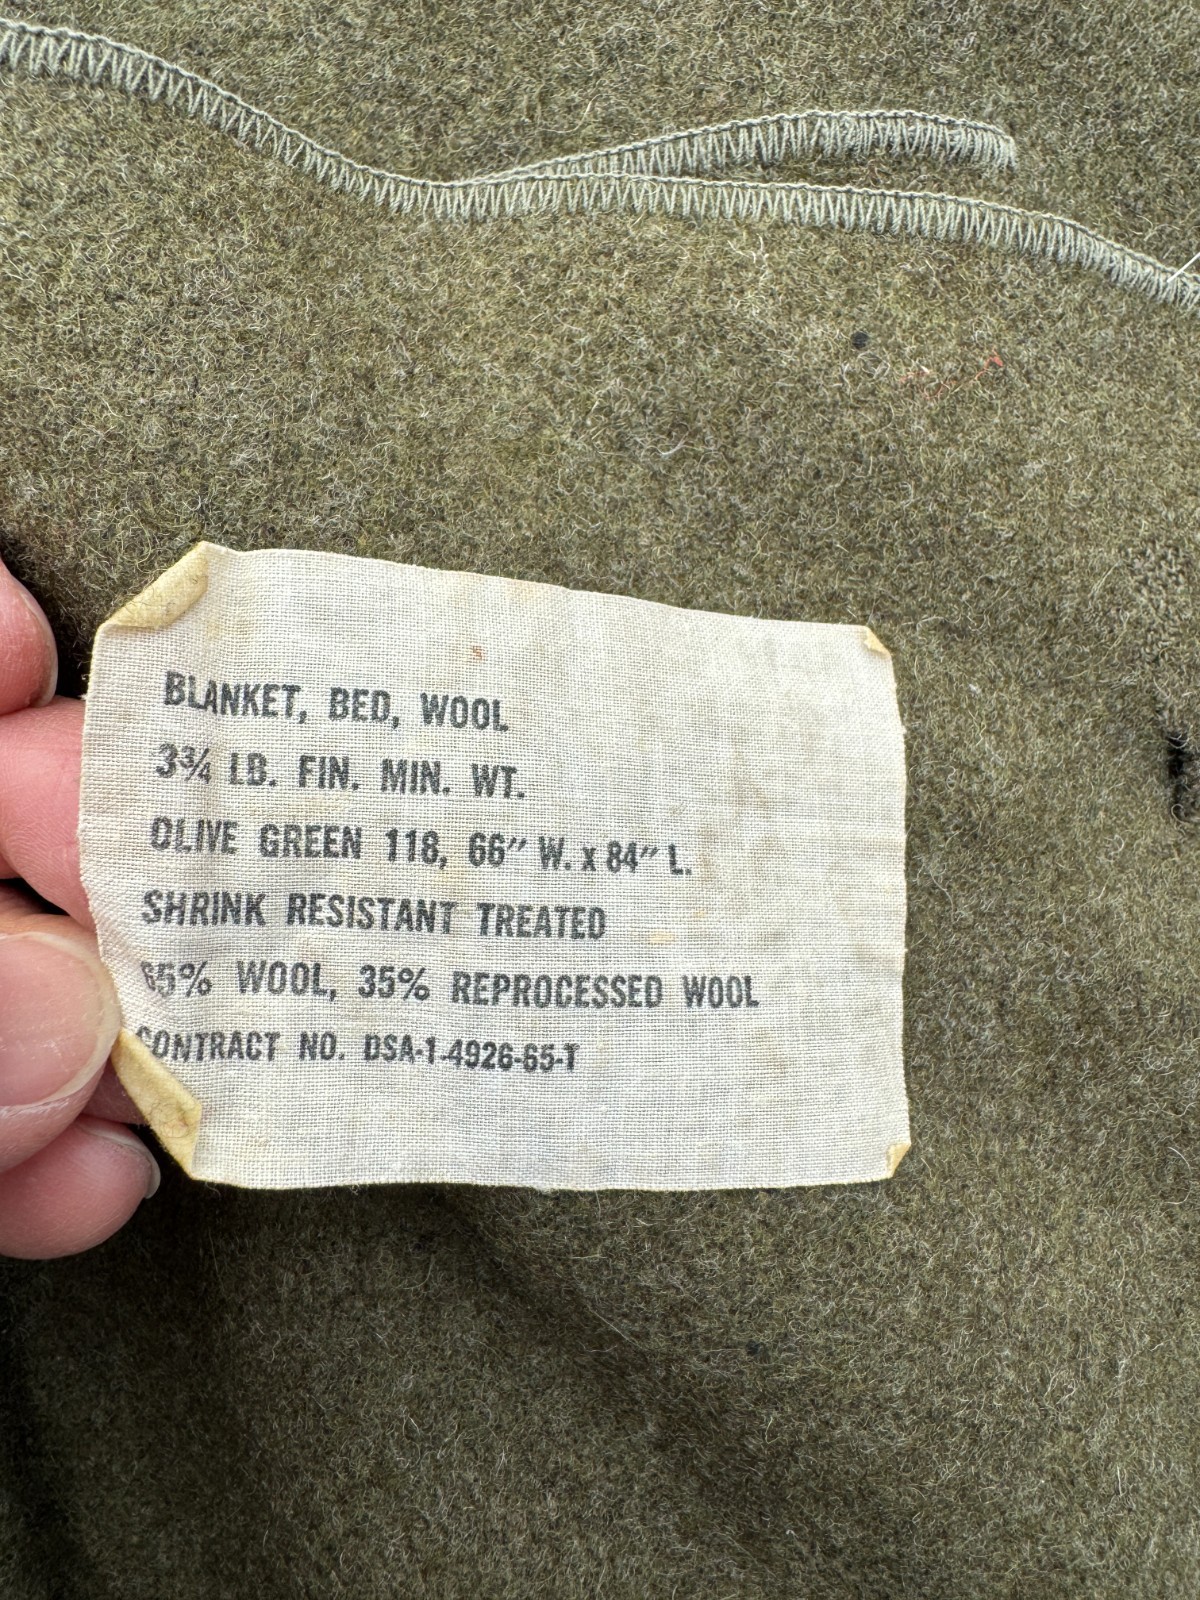 BLANKET, BED, WOOL
3¾ LB. FIN. MIN. WT.
OLIVE GREEN 118, 66" W. x 84" L.
SHRINK RESISTANT TREATED
65% WOOL, 35% REPROCESSED WOOL
CONTRACT NO. DSA-1-4926-65-T